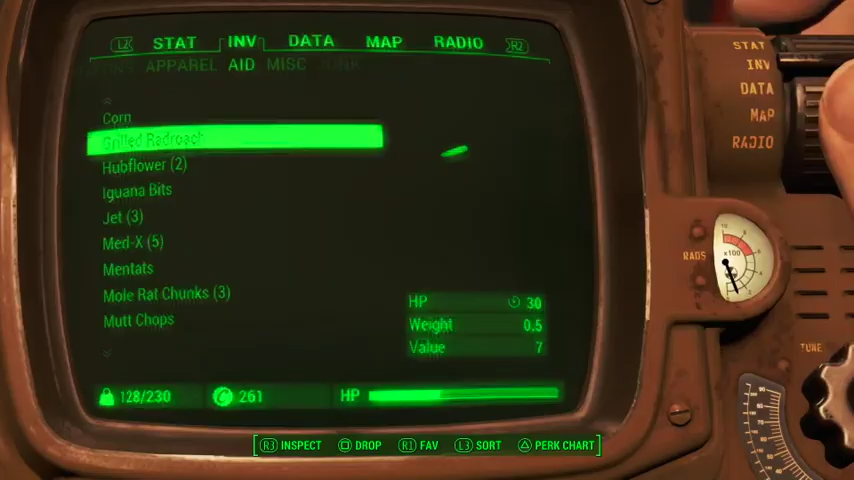 L2 STAT INV DATA MAP RADIO R2
APPAREL AID MISC
Corn
Grilled Radroach
Hubflower (2)
Iguana Bits
Jet (3)
Med-X (5)
Mentats
Mole Rat Chunks (3)
Mutt Chops
HP 30
Weight 0.5
Value 7
128/230 261 HP
R3 INSPECT DROP R1 FAV L3 SORT PERK CHART
STAT
INV
DATA
MAP
RADIO
RADS
x100
TUNE